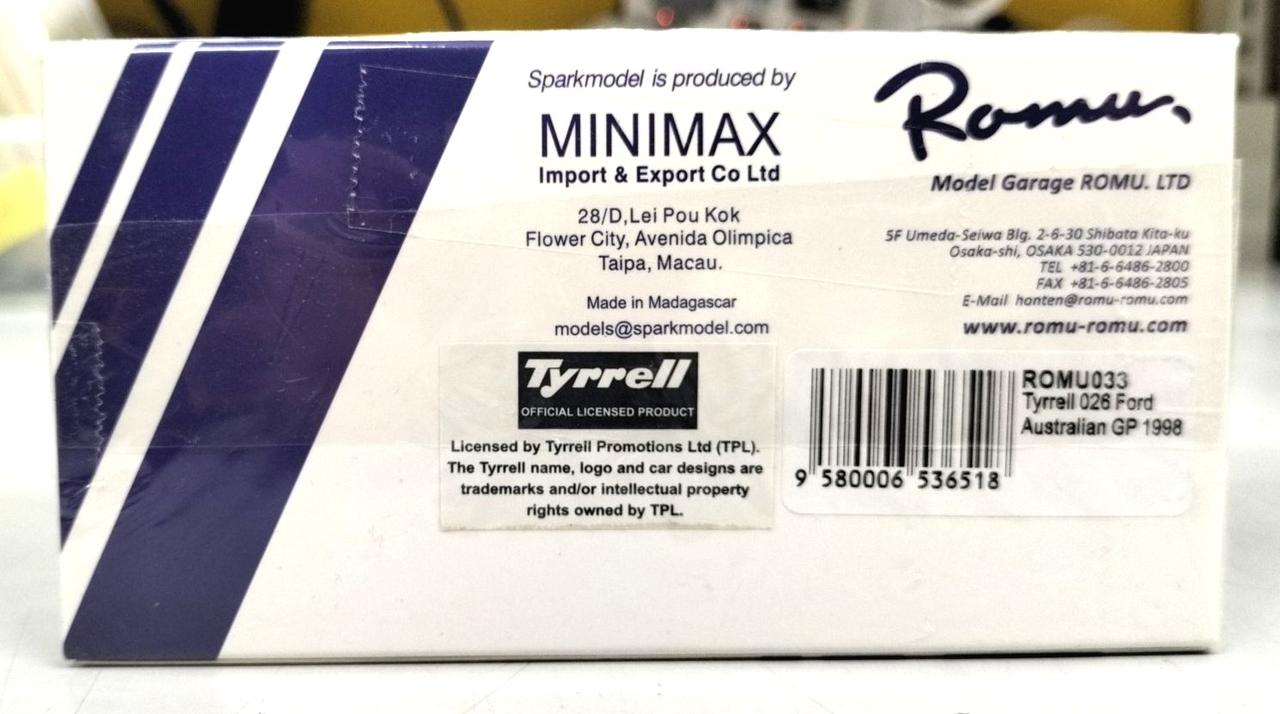 Sparkmodel is produced by
MINIMAX
Import & Export Co Ltd
28/D,Lei Pou Kok
Flower City, Avenida Olimpica
Taipa, Macau.
Made in Madagascar
models@sparkmodel.com
Romu.
Model Garage ROMU. LTD
5F Umeda-Seiwa Blg. 2-6-30 Shibata Kita-ku
Osaka-shi, OSAKA 530-0012 JAPAN
TEL +81-6-6486-2800
FAX +81-6-6486-2805
E-Mail honten@romu-romu.com
www.romu-romu.com
Tyrrell
OFFICIAL LICENSED PRODUCT
Licensed by Tyrrell Promotions Ltd (TPL).
The Tyrrell name, logo and car designs are
trademarks and/or intellectual property
rights owned by TPL.
ROMU033
Tyrrell 026 Ford
Australian GP 1998
9 580006 536518